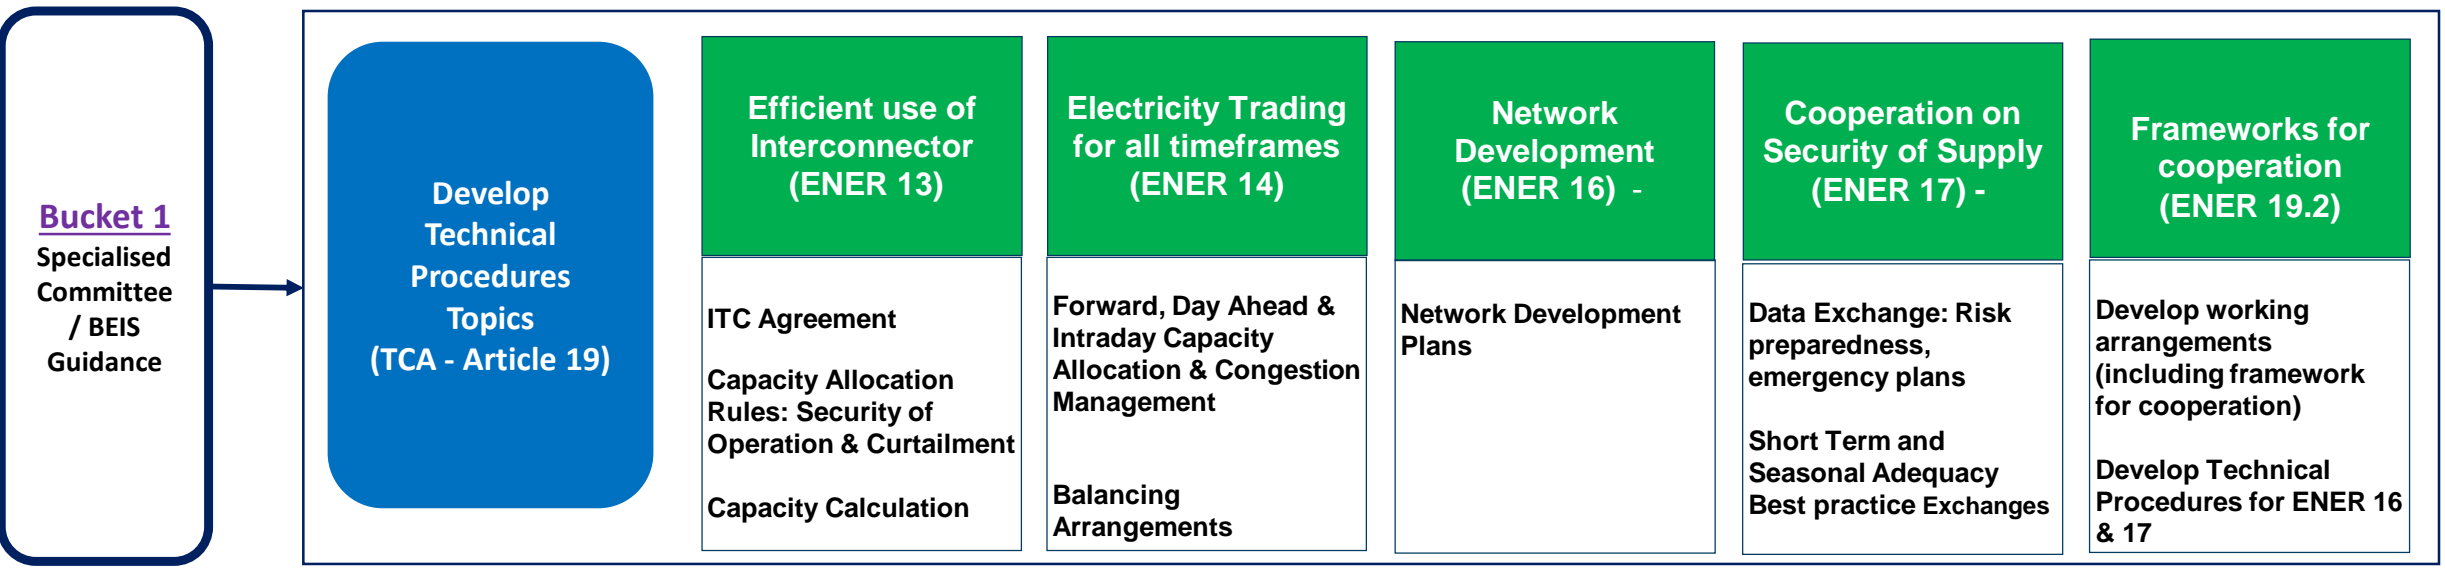 Bucket 1
Specialised
Committee
/ BEIS
Guidance
Develop
Technical
Procedures
Topics
(TCA - Article 19)
Efficient use of
Interconnector
(ENER 13)
ITC Agreement
Capacity Allocation
Rules: Security of
Operation & Curtailment
Capacity Calculation
Electricity Trading
for all timeframes
(ENER 14)
Forward, Day Ahead &
Intraday Capacity
Allocation & Congestion
Management
Balancing
Arrangements
Network
Development
(ENER 16) -
Network Development
Plans
Cooperation on
Security of Supply
(ENER 17) -
Data Exchange: Risk
preparedness,
emergency plans
Short Term and
Seasonal Adequacy
Best practice Exchanges
Frameworks for
cooperation
(ENER 19.2)
Develop working
arrangements
(including framework
for cooperation)
Develop Technical
Procedures for ENER 16
& 17